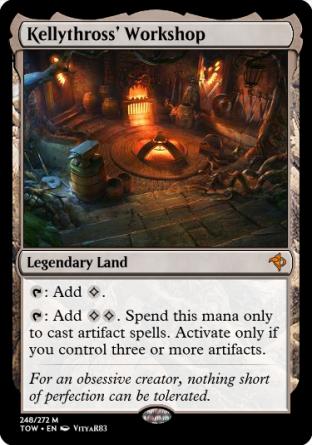 Kellythross' Workshop
Legendary Land
: Add .
: Add . Spend this mana only
to cast artifact spells. Activate only if
you control three or more artifacts.
For an obsessive creator, nothing short
of perfection can be tolerated.
248/272 M
TOW • EN VityaR83